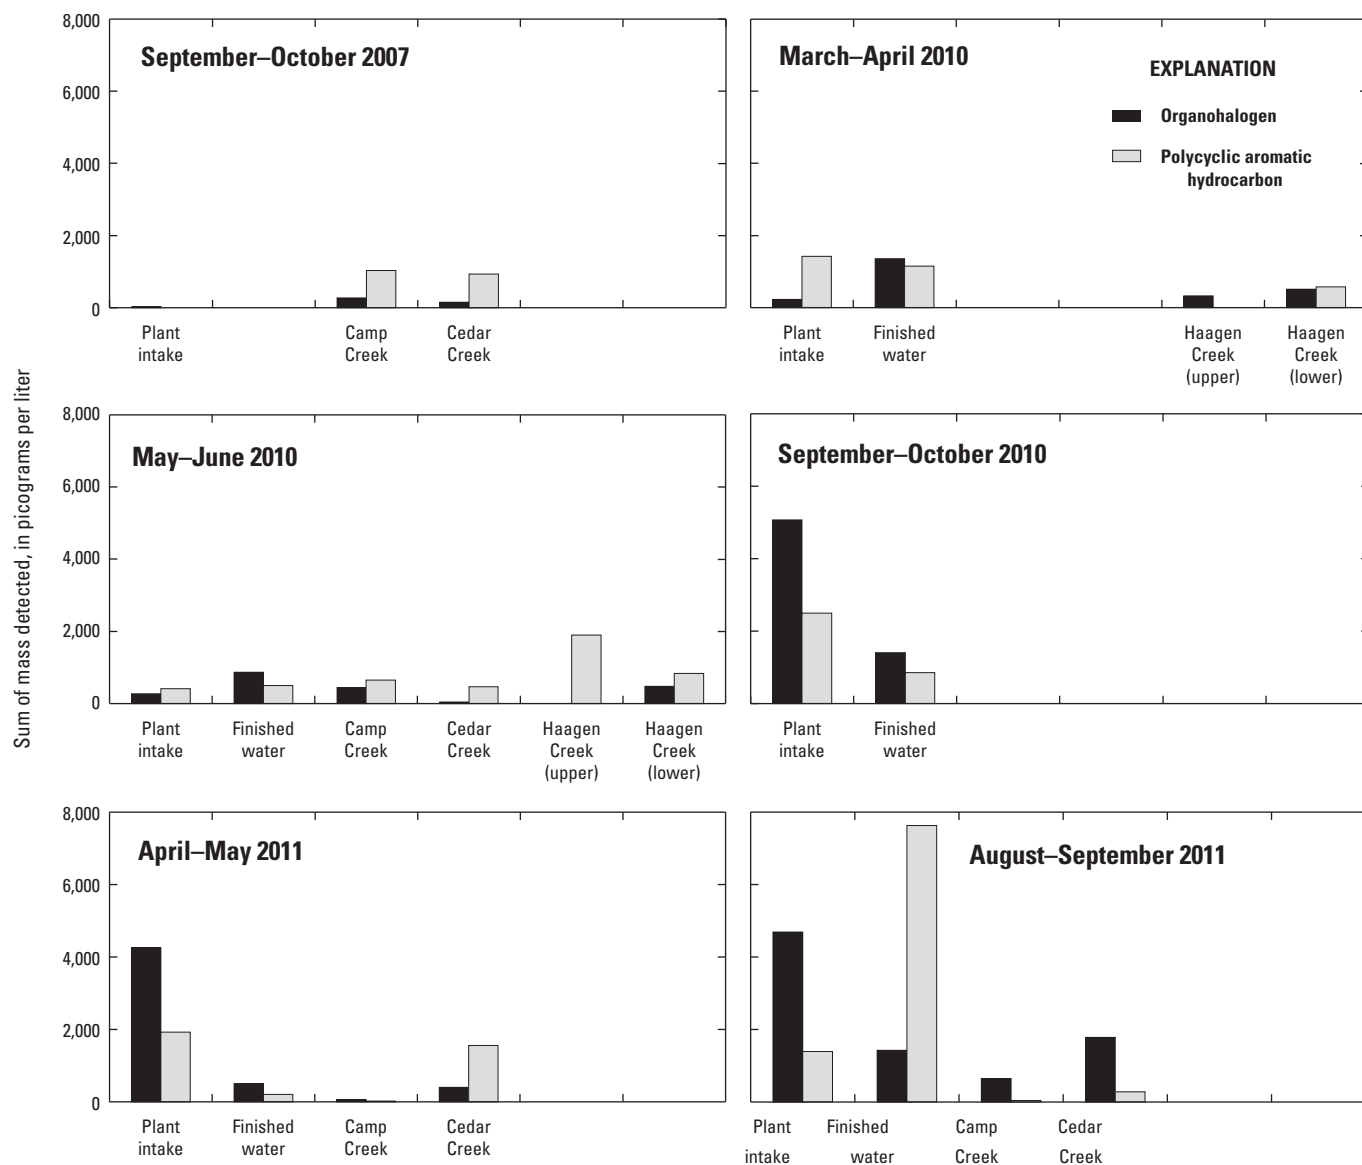 Sum of mass detected, in picograms per liter
8,000
6,000
4,000
2,000
0
September–October 2007
Plant
intake
Camp
Creek
Cedar
Creek
March–April 2010
EXPLANATION
Organohalogen
Polycyclic aromatic
hydrocarbon
Plant
intake
Finished
water
Haagen
Creek
(upper)
Haagen
Creek
(lower)
8,000
6,000
4,000
2,000
0
May–June 2010
Plant
intake
Finished
water
Camp
Creek
Cedar
Creek
Haagen
Creek
(upper)
Haagen
Creek
(lower)
September–October 2010
Plant
intake
Finished
water
8,000
6,000
4,000
2,000
0
April–May 2011
Plant
intake
Finished
water
Camp
Creek
Cedar
Creek
August–September 2011
Plant
intake
Finished
water
Camp
Creek
Cedar
Creek